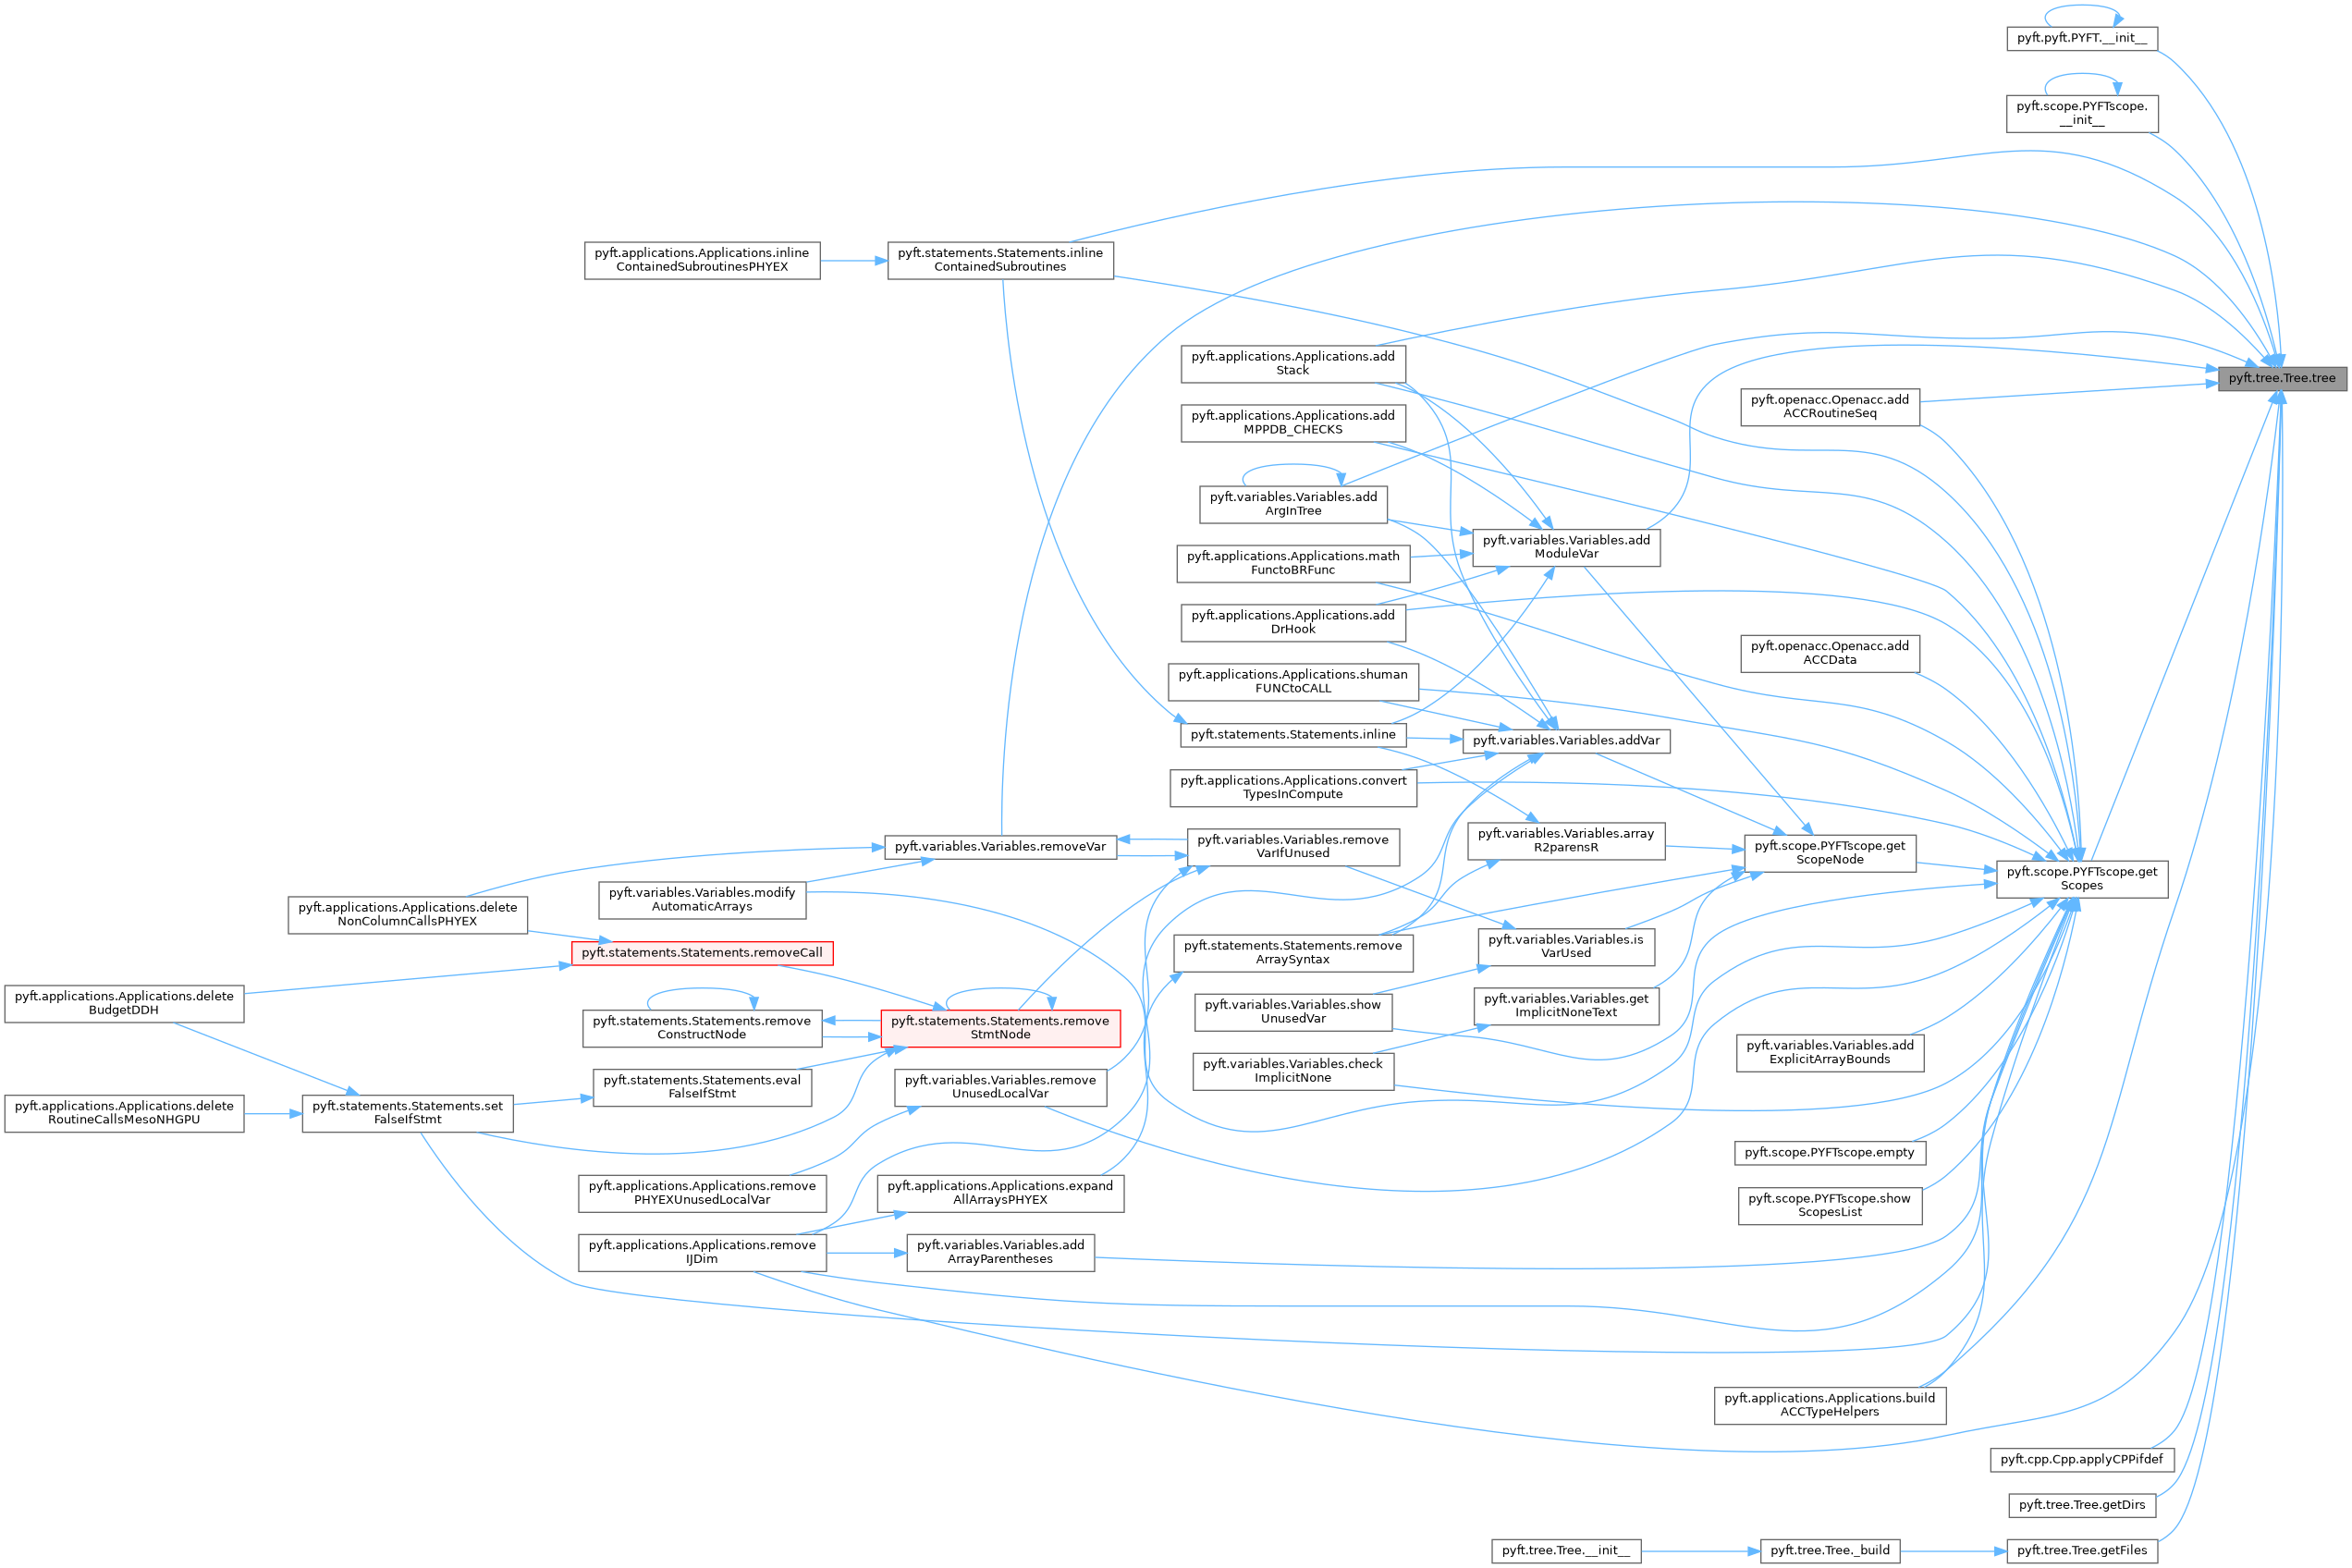 pyft.pyft.PYFT.__init__
pyft.scope.PYFTscope.
__init__
pyft.applications.Applications.inline
ContainedSubroutinesPHYEX
pyft.statements.Statements.inline
ContainedSubroutines
pyft.applications.Applications.add
Stack
pyft.tree.Tree.tree
pyft.openacc.Openacc.add
ACCRoutineSeq
pyft.applications.Applications.add
MPPDB_CHECKS
pyft.variables.Variables.add
ArgInTree
pyft.variables.Variables.add
ModuleVar
pyft.applications.Applications.math
FunctoBRFunc
pyft.applications.Applications.add
DrHook
pyft.openacc.Openacc.add
ACCData
pyft.applications.Applications.shuman
FUNCtoCALL
pyft.statements.Statements.inline
pyft.variables.Variables.addVar
pyft.applications.Applications.convert
TypesInCompute
pyft.variables.Variables.removeVar
pyft.variables.Variables.remove
VarIfUnused
pyft.variables.Variables.array
R2parensR
pyft.scope.PYFTscope.get
ScopeNode
pyft.scope.PYFTscope.get
Scopes
pyft.variables.Variables.modify
AutomaticArrays
pyft.applications.Applications.delete
NonColumnCallsPHYEX
pyft.statements.Statements.removeCall
pyft.statements.Statements.remove
ArraySyntax
pyft.variables.Variables.is
VarUsed
pyft.applications.Applications.delete
BudgetDDH
pyft.variables.Variables.show
UnusedVar
pyft.variables.Variables.get
ImplicitNoneText
pyft.statements.Statements.remove
ConstructNode
pyft.statements.Statements.remove
StmtNode
pyft.variables.Variables.add
ExplicitArrayBounds
pyft.variables.Variables.check
ImplicitNone
pyft.statements.Statements.eval
FalseIfStmt
pyft.variables.Variables.remove
UnusedLocalVar
pyft.applications.Applications.delete
RoutineCallsMesoNHGPU
pyft.statements.Statements.set
FalseIfStmt
pyft.scope.PYFTscope.empty
pyft.applications.Applications.remove
PHYEXUnusedLocalVar
pyft.applications.Applications.expand
AllArraysPHYEX
pyft.scope.PYFTscope.show
ScopesList
pyft.applications.Applications.remove
IJDim
pyft.variables.Variables.add
ArrayParentheses
pyft.applications.Applications.build
ACCTypeHelpers
pyft.cpp.Cpp.applyCPPifdef
pyft.tree.Tree.getDirs
pyft.tree.Tree.__init__
pyft.tree.Tree._build
pyft.tree.Tree.getFiles